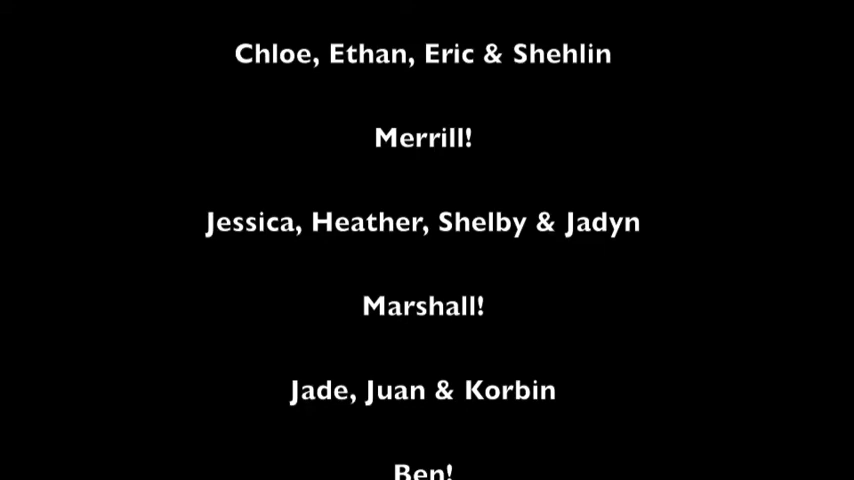 Chloe, Ethan, Eric & Shehlin
Merrill!
Jessica, Heather, Shelby & Jadyn
Marshall!
Jade, Juan & Korbin
Ben!